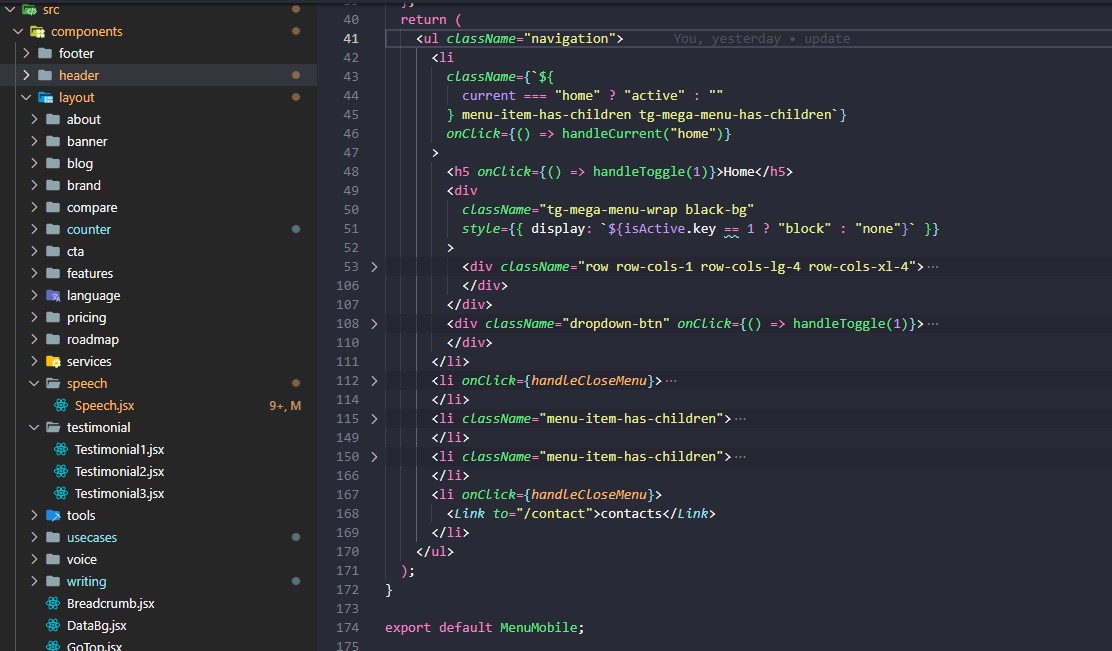 src
components
footer
header
layout
about
banner
blog
brand
compare
counter
cta
features
language
pricing
roadmap
services
speech
Speech.jsx 9+, M
testimonial
Testimonial1.jsx
Testimonial2.jsx
Testimonial3.jsx
tools
usecases
voice
writing
Breadcrumb.jsx
DataBg.jsx
GoTop.jsx
39 };
40 return (
41 <ul className="navigation"> You, yesterday • update
42 <li
43 className={`${
44 current === "home" ? "active" : ""
45 } menu-item-has-children tg-mega-menu-has-children`}
46 onClick={() => handleCurrent("home")}
47 >
48 <h5 onClick={() => handleToggle(1)}>Home</h5>
49 <div
50 className="tg-mega-menu-wrap black-bg"
51 style={{ display: `${isActive.key == 1 ? "block" : "none"}` }}
52 >
53 <div className="row row-cols-1 row-cols-lg-4 row-cols-xl-4">…
106 </div>
107 </div>
108 <div className="dropdown-btn" onClick={() => handleToggle(1)}>…
110 </div>
111 </li>
112 <li onClick={handleCloseMenu}>…
114 </li>
115 <li className="menu-item-has-children">…
149 </li>
150 <li className="menu-item-has-children">…
166 </li>
167 <li onClick={handleCloseMenu}>
168 <Link to="/contact">contacts</Link>
169 </li>
170 </ul>
171 );
172 }
173
174 export default MenuMobile;
175